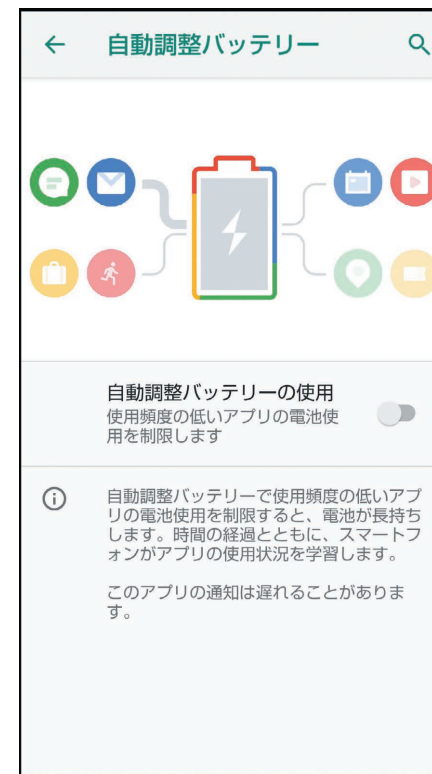 自動調整バッテリー
自動調整バッテリーの使用
使用頻度の低いアプリの電池使
用を制限します
自動調整バッテリーで使用頻度の低いアプ
リの電池使用を制限すると、電池が長持ち
します。時間の経過とともに、スマートフ
ォンがアプリの使用状況を学習します。
このアプリの通知は遅れることがありま
す。